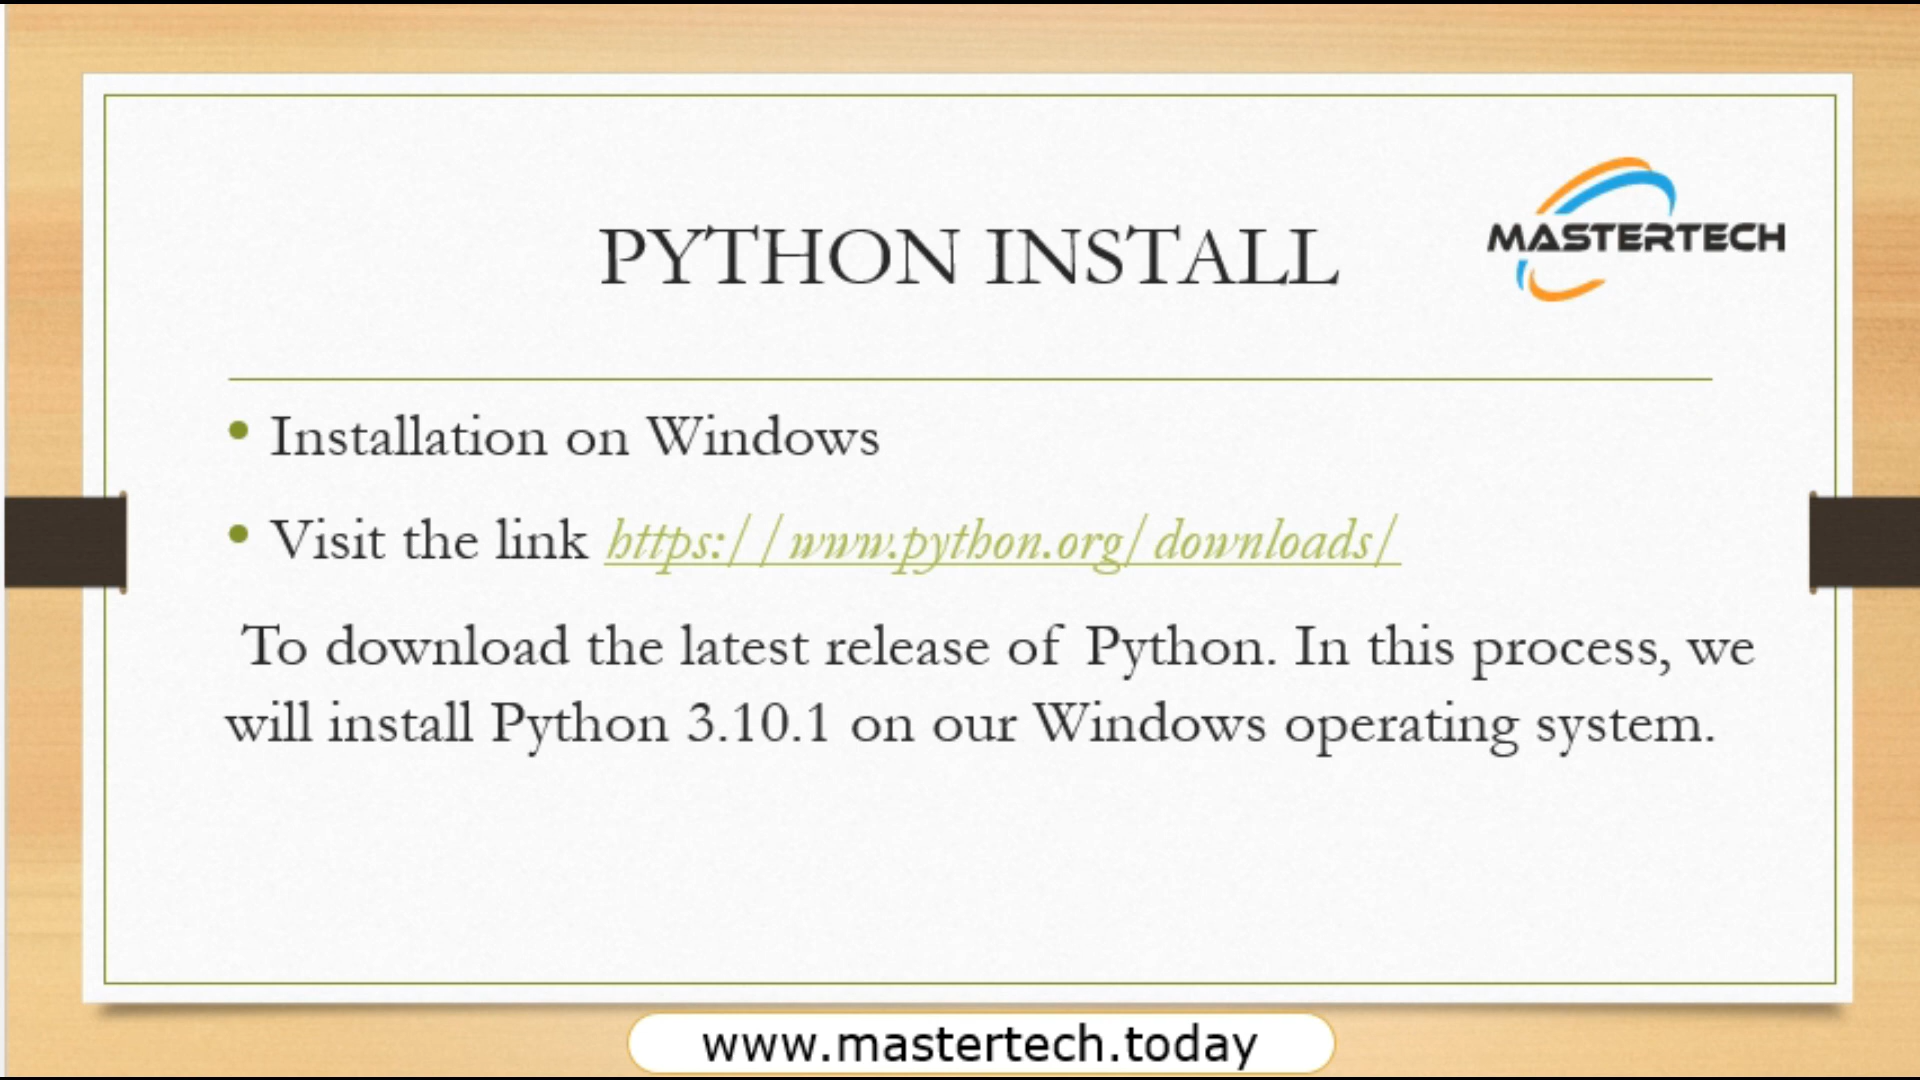 PYTHON INSTALL
MASTERTECH
• Installation on Windows
• Visit the link https://www.python.org/downloads/
To download the latest release of Python. In this process, we
will install Python 3.10.1 on our Windows operating system.
www.mastertech.today